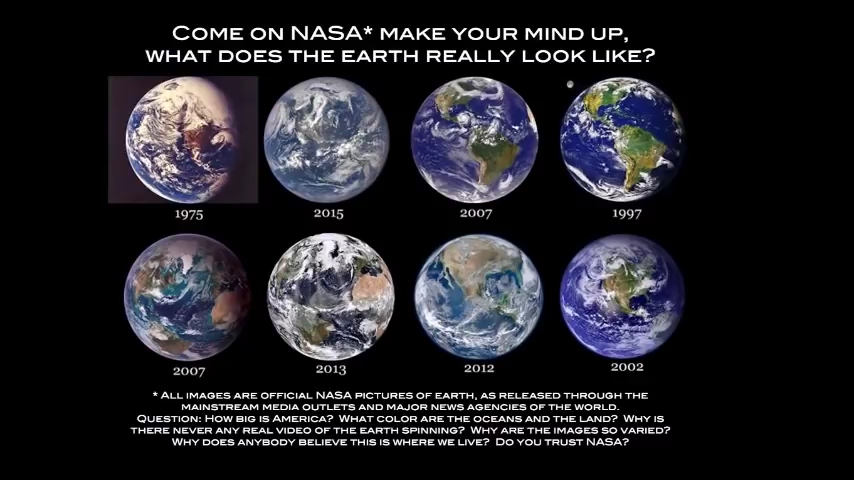 COME ON NASA* MAKE YOUR MIND UP,
WHAT DOES THE EARTH REALLY LOOK LIKE?
1975 2015 2007 1997
2007 2013 2012 2002
* ALL IMAGES ARE OFFICIAL NASA PICTURES OF EARTH, AS RELEASED THROUGH THE
MAINSTREAM MEDIA OUTLETS AND MAJOR NEWS AGENCIES OF THE WORLD.
QUESTION: HOW BIG IS AMERICA? WHAT COLOR ARE THE OCEANS AND THE LAND? WHY IS
THERE NEVER ANY REAL VIDEO OF THE EARTH SPINNING? WHY ARE THE IMAGES SO VARIED?
WHY DOES ANYBODY BELIEVE THIS IS WHERE WE LIVE? DO YOU TRUST NASA?